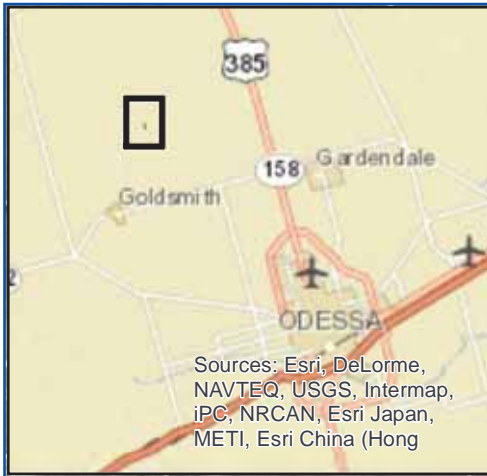 385
158
Gardendale
Goldsmith
2
ODESSA
Sources: Esri, DeLorme,
NAVTEQ, USGS, Intermap,
iPC, NRCAN, Esri Japan,
METI, Esri China (Hong